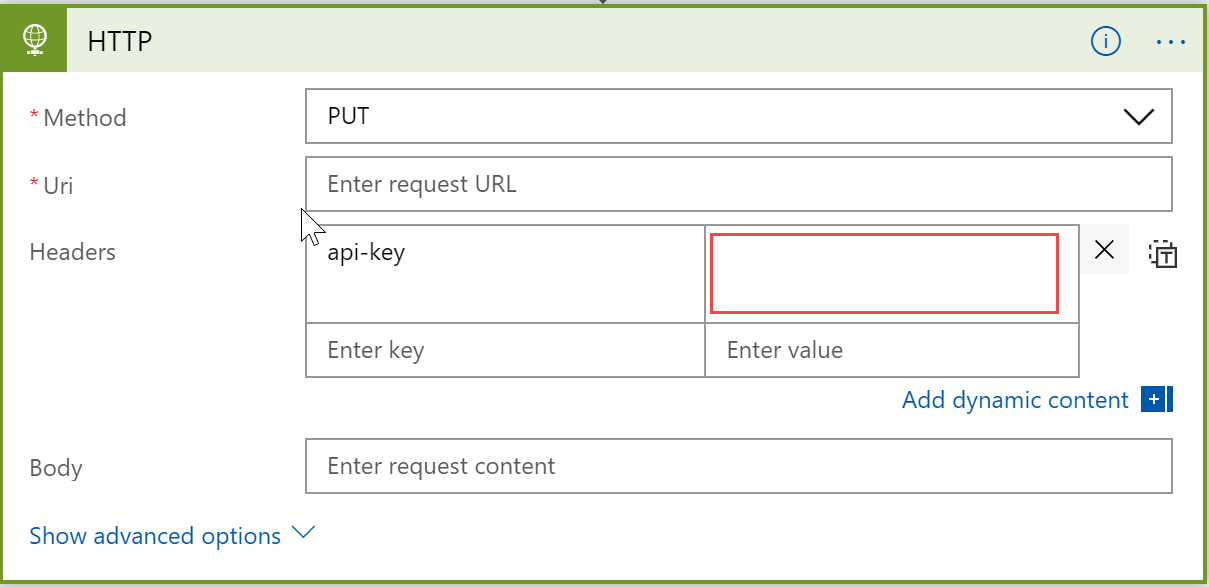 HTTP
* Method
PUT
* Uri
Enter request URL
Headers
api-key
Enter key
Enter value
Add dynamic content
Body
Enter request content
Show advanced options